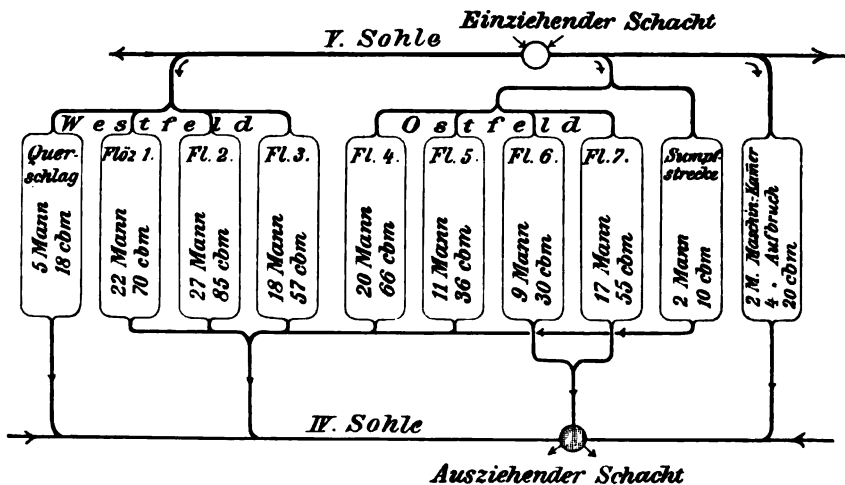 Einziehender Schacht
V. Sohle
Westfeld
Ostfeld
Quer-
schlag
5 Mann
18 cbm
Flöz 1.
22 Mann
70 cbm
Fl. 2.
27 Mann
85 cbm
Fl. 3.
18 Mann
57 cbm
Fl. 4.
20 Mann
66 cbm
Fl. 5.
11 Mann
36 cbm
Fl. 6.
9 Mann
30 cbm
Fl. 7.
17 Mann
55 cbm
Sumpf-
strecke
2 Mann
10 cbm
2 M. Maschin-Kam̅er
4 " Aufbruch
20 cbm
IV. Sohle
Ausziehender Schacht